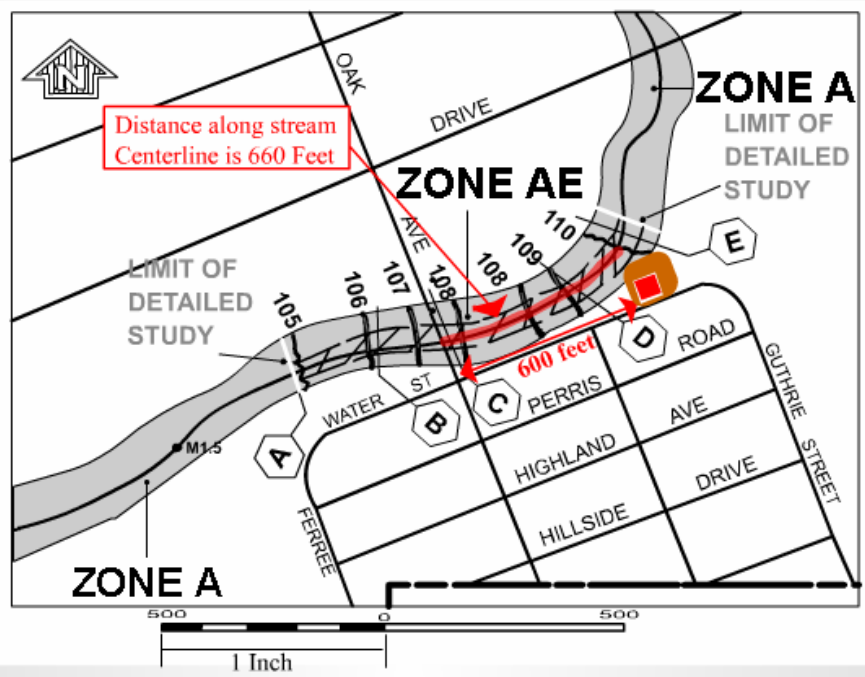 N
OAK
AVE
DRIVE
Distance along stream
Centerline is 660 Feet
ZONE A
LIMIT OF
DETAILED
STUDY
ZONE AE
110
109
108
108
107
106
105
E
D
C
B
A
LIMIT OF
DETAILED
STUDY
600 feet
WATER ST
PERRIS ROAD
HIGHLAND AVE
HILLSIDE DRIVE
GUTHRIE STREET
FERREE
M1.5
ZONE A
500 0 500
1 Inch